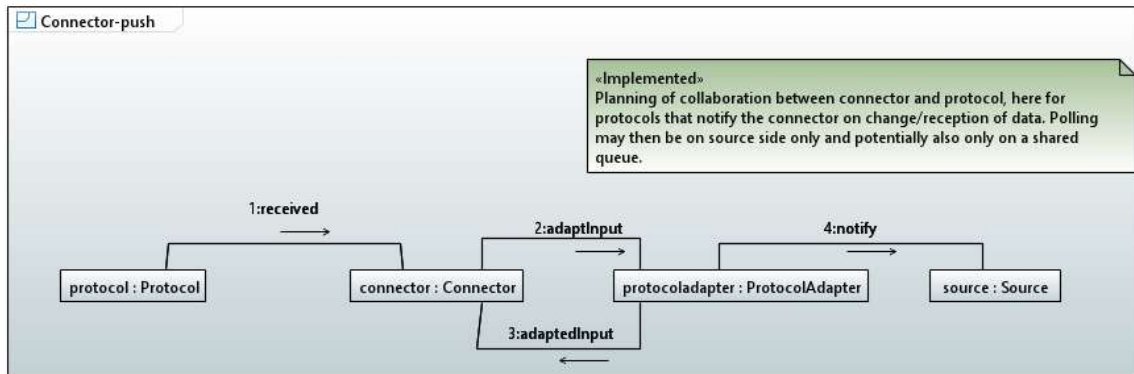 Connector-push
«Implemented»
Planning of collaboration between connector and protocol, here for
protocols that notify the connector on change/reception of data. Polling
may then be on source side only and potentially also only on a shared
queue.
1:received
2:adaptInput
4:notify
protocol : Protocol
connector : Connector
protocoladapter : ProtocolAdapter
source : Source
3:adaptedInput